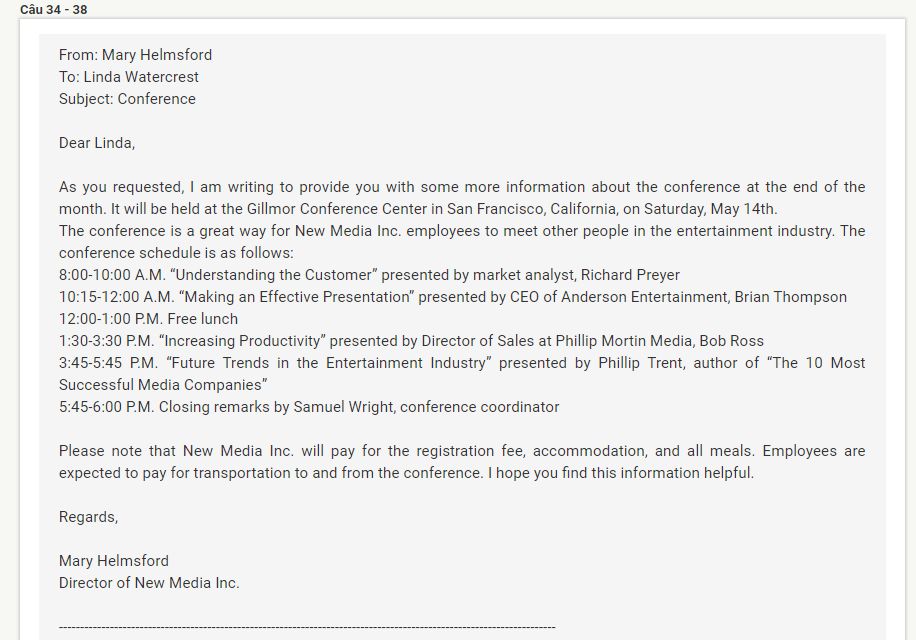 Câu 34 - 38
From: Mary Helmsford
To: Linda Watercrest
Subject: Conference
Dear Linda,
As you requested, I am writing to provide you with some more information about the conference at the end of the
month. It will be held at the Gillmor Conference Center in San Francisco, California, on Saturday, May 14th.
The conference is a great way for New Media Inc. employees to meet other people in the entertainment industry. The
conference schedule is as follows:
8:00-10:00 A.M. “Understanding the Customer” presented by market analyst, Richard Preyer
10:15-12:00 A.M. “Making an Effective Presentation” presented by CEO of Anderson Entertainment, Brian Thompson
12:00-1:00 P.M. Free lunch
1:30-3:30 P.M. “Increasing Productivity” presented by Director of Sales at Phillip Mortin Media, Bob Ross
3:45-5:45 P.M. “Future Trends in the Entertainment Industry” presented by Phillip Trent, author of “The 10 Most
Successful Media Companies”
5:45-6:00 P.M. Closing remarks by Samuel Wright, conference coordinator
Please note that New Media Inc. will pay for the registration fee, accommodation, and all meals. Employees are
expected to pay for transportation to and from the conference. I hope you find this information helpful.
Regards,
Mary Helmsford
Director of New Media Inc.